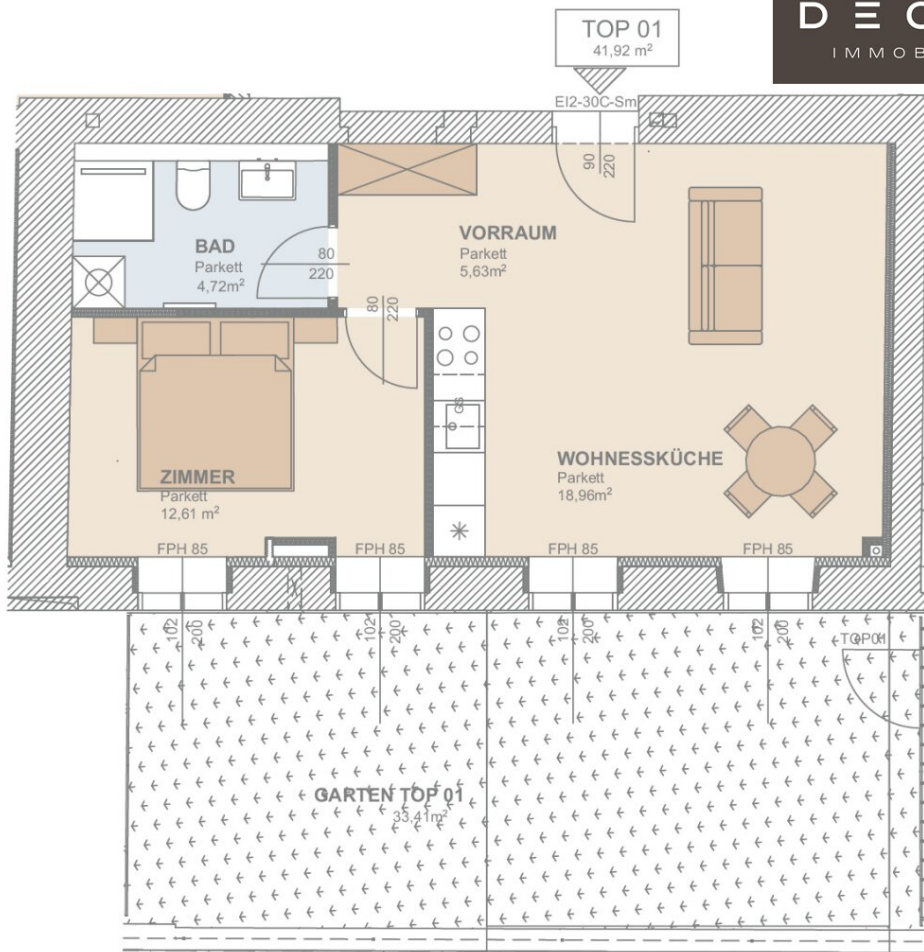 DEC
IMMOB
TOP 01
41,92 m²
EI2-30C-Sm
90
220
BAD
Parkett
4,72m²
80
220
VORRAUM
Parkett
5,63m²
80
220
GS
ZIMMER
Parkett
12,61 m²
WOHNESSKÜCHE
Parkett
18,96m²
FPH 85
FPH 85
FPH 85
FPH 85
102
200
102
200
102
200
102
200
TOP01
GARTEN TOP 01
33,41m²